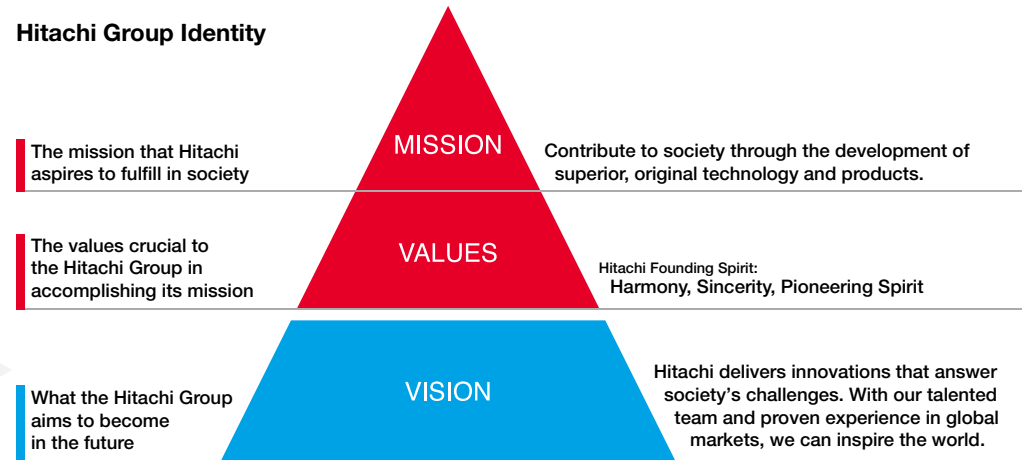 Hitachi Group Identity
The mission that Hitachi
aspires to fulfill in society
MISSION
Contribute to society through the development of
superior, original technology and products.
The values crucial to
the Hitachi Group in
accomplishing its mission
VALUES
Hitachi Founding Spirit:
Harmony, Sincerity, Pioneering Spirit
What the Hitachi Group
aims to become
in the future
VISION
Hitachi delivers innovations that answer
society’s challenges. With our talented
team and proven experience in global
markets, we can inspire the world.